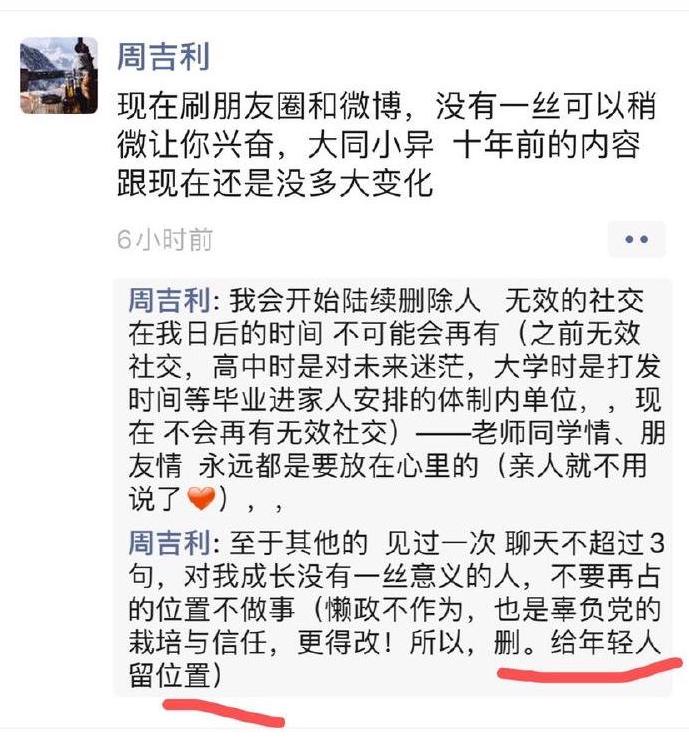 周吉利
现在刷朋友圈和微博，没有一丝可以稍
微让你兴奋，大同小异 十年前的内容
跟现在还是没多大变化
6小时前
周吉利: 我会开始陆续删除人 无效的社交
在我日后的时间 不可能会再有（之前无效
社交，高中时是对未来迷茫，大学时是打发
时间等毕业进家人安排的体制内单位，，现
在 不会再有无效社交）——老师同学情、朋
友情 永远都是要放在心里的（亲人就不用
说了❤️），，
周吉利: 至于其他的 见过一次 聊天不超过3
句，对我成长没有一丝意义的人，不要再占
的位置不做事（懒政不作为，也是辜负党的
栽培与信任，更得改！所以，删。给年轻人
留位置）